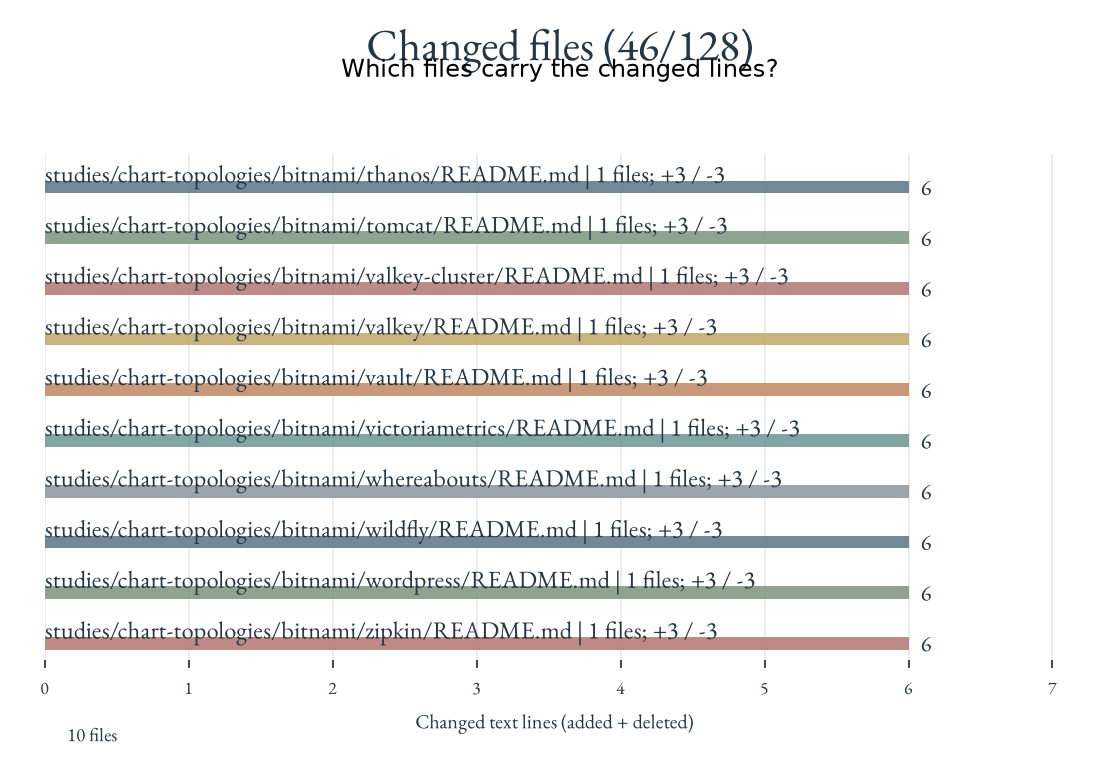 Changed files (46/128)
Which files carry the changed lines?
studies/chart-topologies/bitnami/thanos/README.md | 1 files; +3 / -3
6
studies/chart-topologies/bitnami/tomcat/README.md | 1 files; +3 / -3
6
studies/chart-topologies/bitnami/valkey-cluster/README.md | 1 files; +3 / -3
6
studies/chart-topologies/bitnami/valkey/README.md | 1 files; +3 / -3
6
studies/chart-topologies/bitnami/vault/README.md | 1 files; +3 / -3
6
studies/chart-topologies/bitnami/victoriametrics/README.md | 1 files; +3 / -3
6
studies/chart-topologies/bitnami/whereabouts/README.md | 1 files; +3 / -3
6
studies/chart-topologies/bitnami/wildfly/README.md | 1 files; +3 / -3
6
studies/chart-topologies/bitnami/wordpress/README.md | 1 files; +3 / -3
6
studies/chart-topologies/bitnami/zipkin/README.md | 1 files; +3 / -3
6
0 1 2 3 4 5 6 7
Changed text lines (added + deleted)
10 files